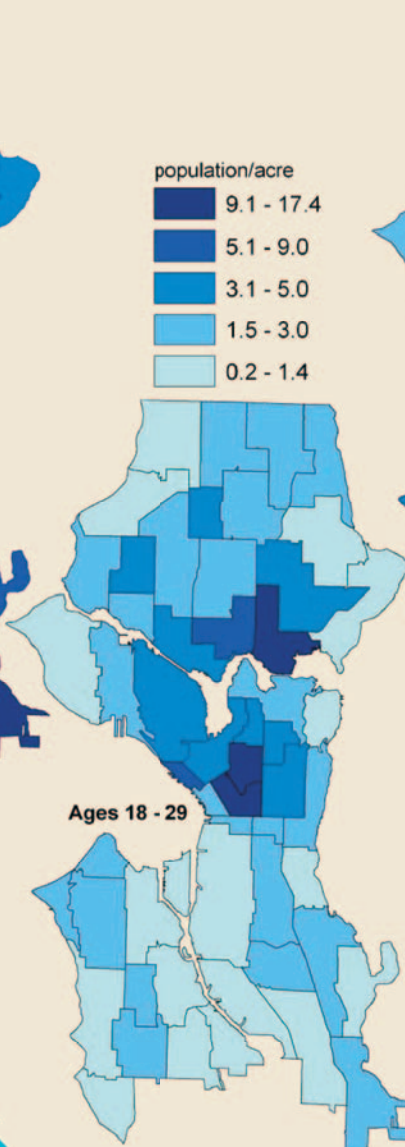 population/acre
9.1 - 17.4
5.1 - 9.0
3.1 - 5.0
1.5 - 3.0
0.2 - 1.4
Ages 18 - 29